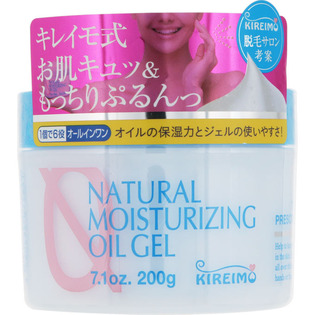 キレイモ式
お肌キュッ&
もっちりぷるんっ
KIREIMO
脱毛サロン
考案
1個で6役 オールインワン
オイルの保湿力とジェルの使いやすさ!
NATURAL
MOISTURIZING
OIL GEL
7.1oz. 200g
KIREIMO